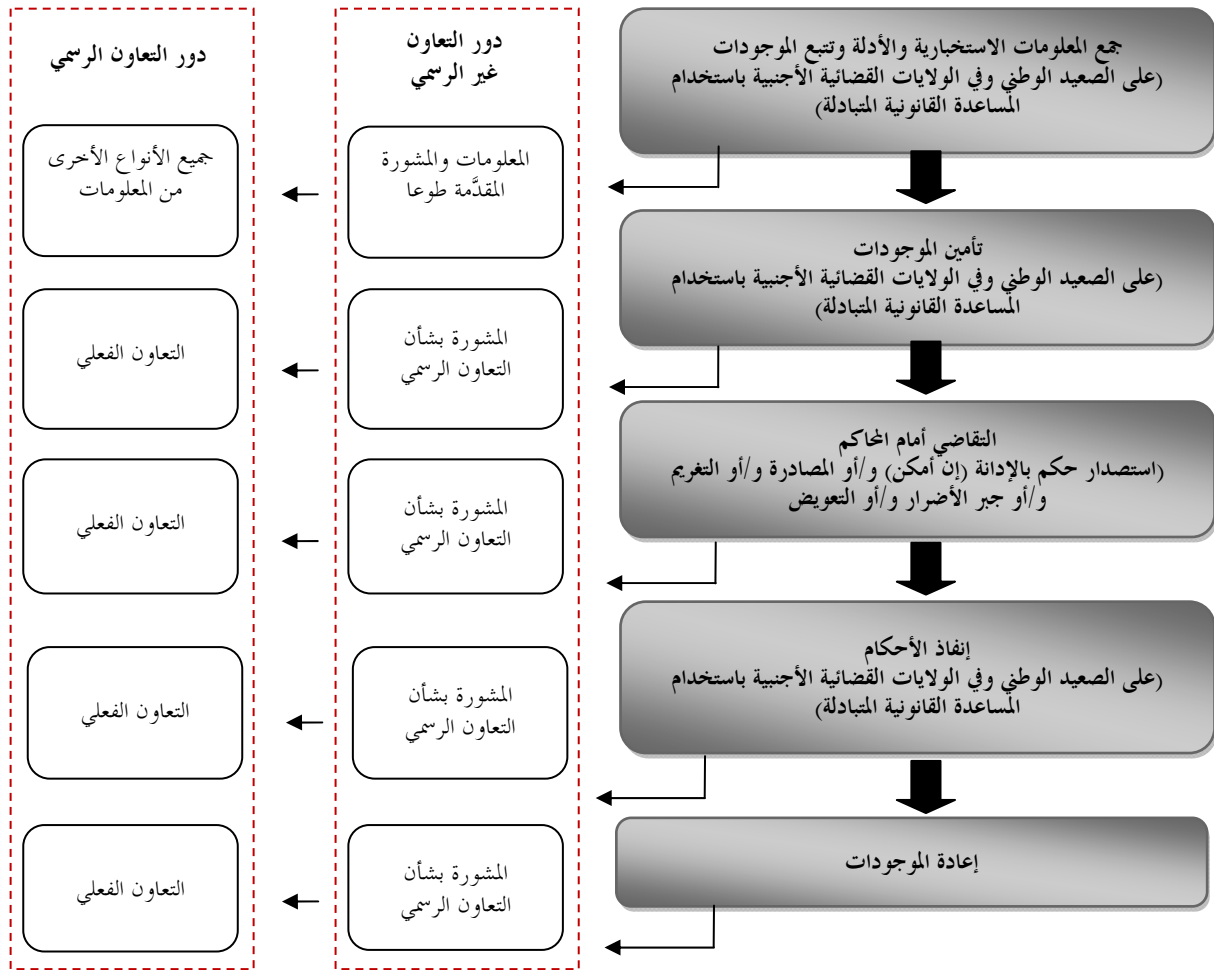 جمع المعلومات الاستخبارية والأدلة وتتبع الموجودات
(على الصعيد الوطني وفي الولايات القضائية الأجنبية باستخدام
المساعدة القانونية المتبادلة)
دور التعاون
غير الرسمي
دور التعاون الرسمي
المعلومات والمشورة
المقدَّمة طوعا
جميع الأنواع الأخرى
من المعلومات
تأمين الموجودات
(على الصعيد الوطني وفي الولايات القضائية الأجنبية باستخدام
المساعدة القانونية المتبادلة)
المشورة بشأن
التعاون الرسمي
التعاون الفعلي
التقاضي أمام المحاكم
(استصدار حكم بالإدانة (إن أمكن) و/أو المصادرة و/أو التغريم
و/أو جبر الأضرار و/أو التعويض
المشورة بشأن
التعاون الرسمي
التعاون الفعلي
إنفاذ الأحكام
(على الصعيد الوطني وفي الولايات القضائية الأجنبية باستخدام
المساعدة القانونية المتبادلة)
المشورة بشأن
التعاون الرسمي
التعاون الفعلي
إعادة الموجودات
المشورة بشأن
التعاون الرسمي
التعاون الفعلي